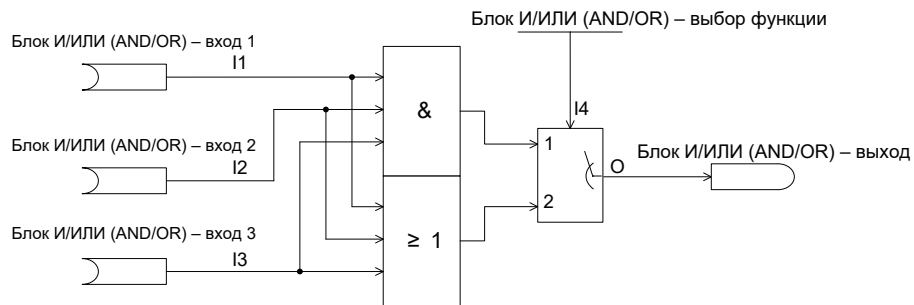 Блок И/ИЛИ (AND/OR) – выбор функции
Блок И/ИЛИ (AND/OR) – вход 1
I1
I4
&
Блок И/ИЛИ (AND/OR) – вход 2
I2
1
Блок И/ИЛИ (AND/OR) – выход
O
2
Блок И/ИЛИ (AND/OR) – вход 3
I3
≥ 1